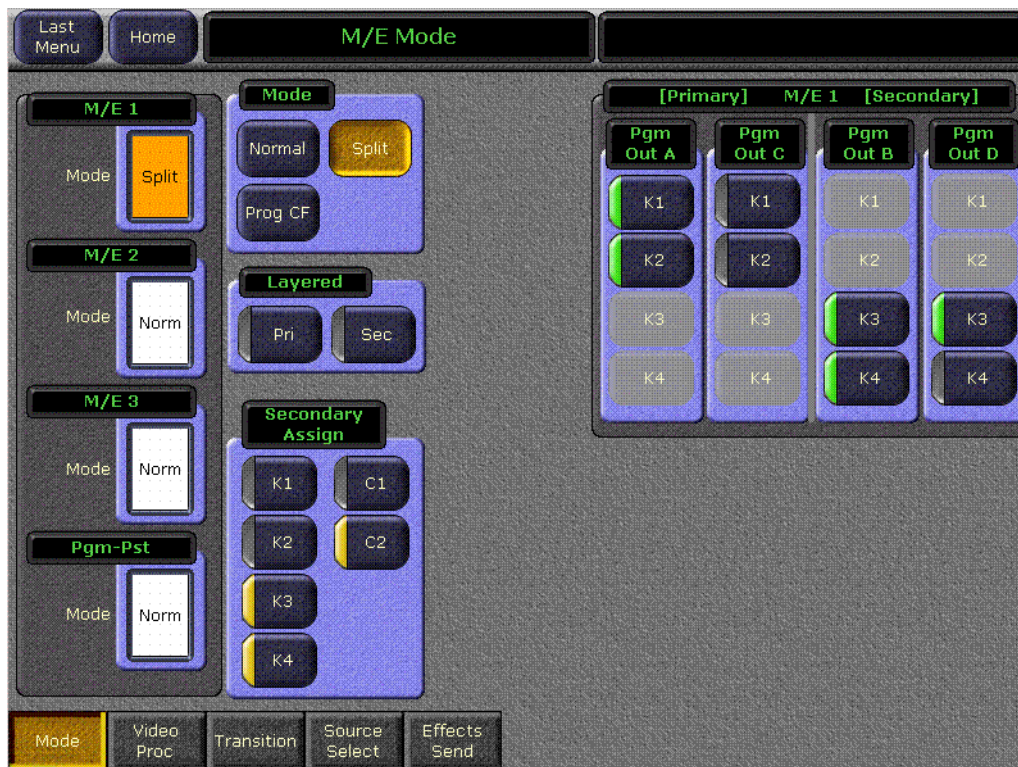 Last
Menu
Home
M/E Mode
M/E 1
Mode
Split
M/E 2
Mode
Norm
M/E 3
Mode
Norm
Pgm-Pst
Mode
Norm
Mode
Normal
Split
Prog CF
Layered
Pri
Sec
Secondary
Assign
K1
C1
K2
C2
K3
K4
[Primary] M/E 1 [Secondary]
Pgm
Out A
Pgm
Out C
Pgm
Out B
Pgm
Out D
K1
K1
K1
K1
K2
K2
K2
K2
K3
K3
K3
K3
K4
K4
K4
K4
Mode
Video
Proc
Transition
Source
Select
Effects
Send